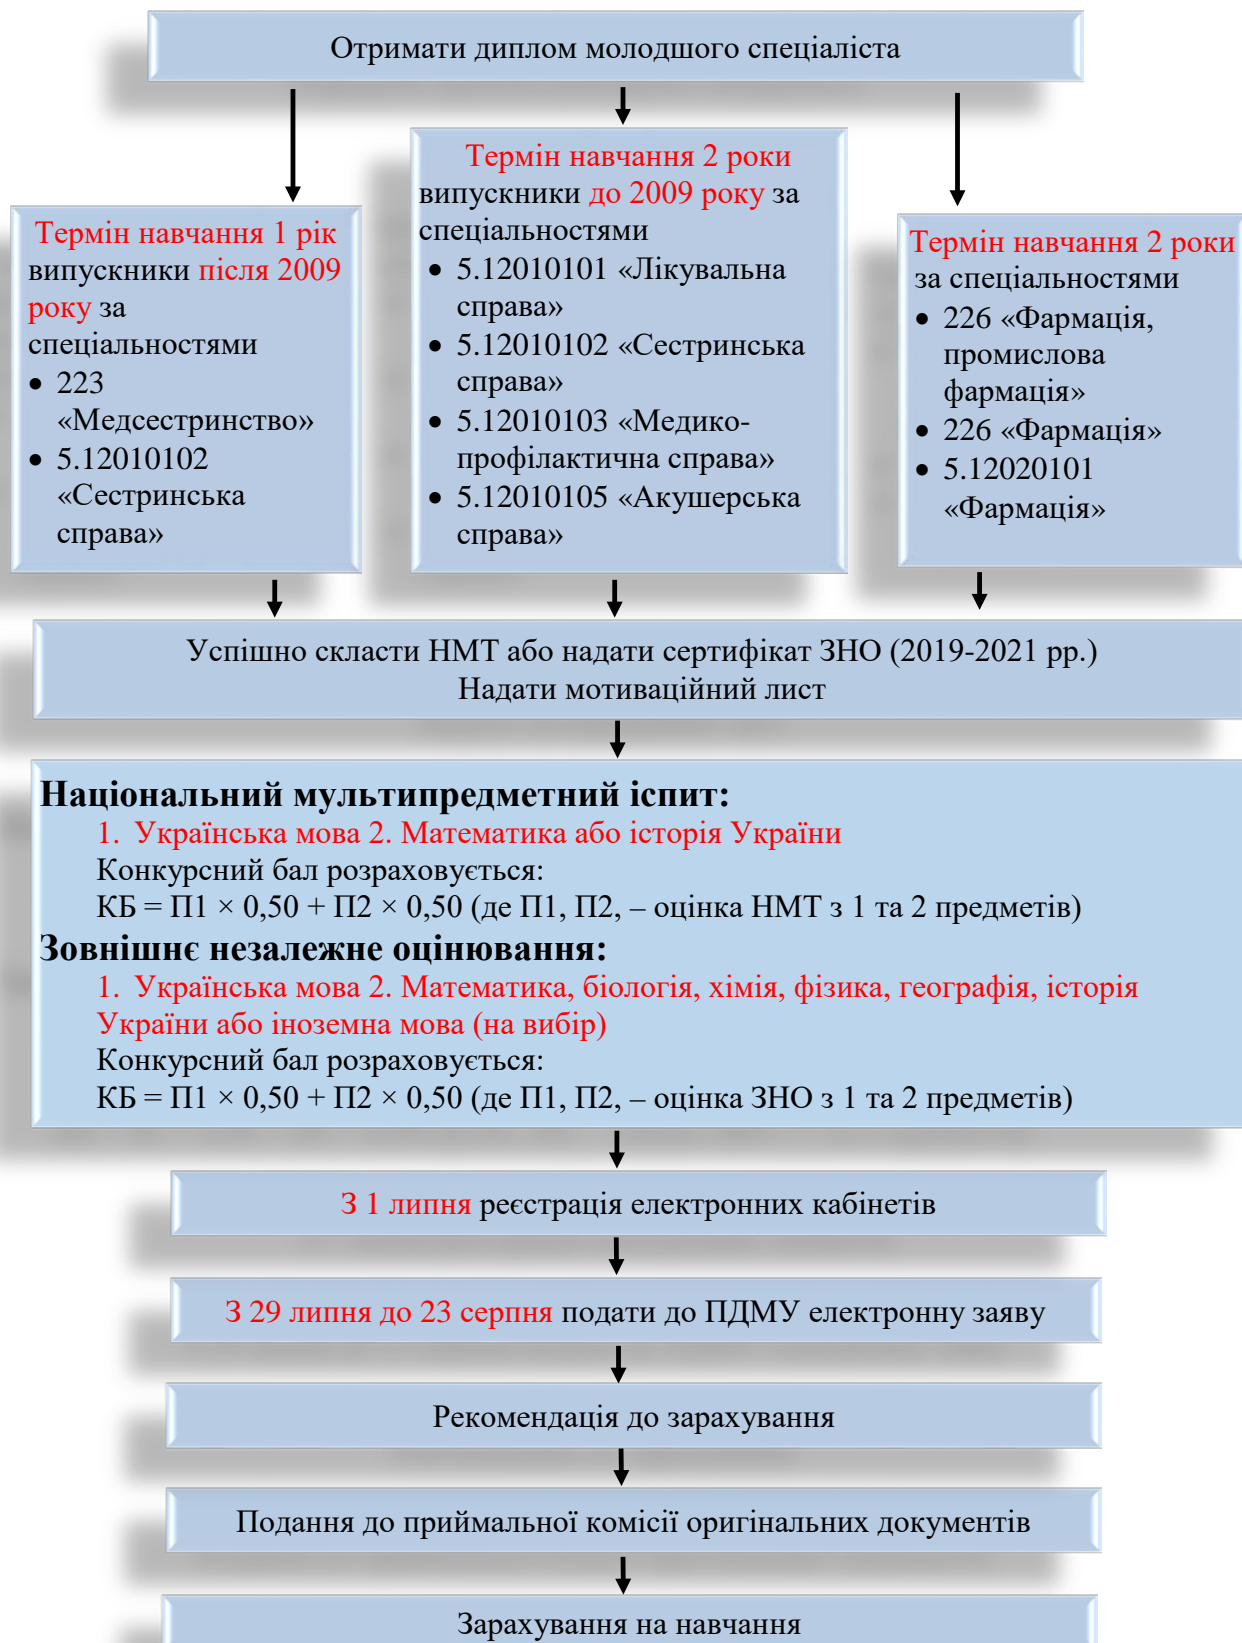 Отримати диплом молодшого спеціаліста
Термін навчання 1 рік
випускники після 2009
року за
спеціальностями
• 223
«Медсестринство»
• 5.12010102
«Сестринська
справа»
Термін навчання 2 роки
випускники до 2009 року за
спеціальностями
• 5.12010101 «Лікувальна
справа»
• 5.12010102 «Сестринська
справа»
• 5.12010103 «Медико-
профілактична справа»
• 5.12010105 «Акушерська
справа»
Термін навчання 2 роки
за спеціальностями
• 226 «Фармація,
промислова
фармація»
• 226 «Фармація»
• 5.12020101
«Фармація»
Успішно скласти НМТ або надати сертифікат ЗНО (2019-2021 рр.)
Надати мотиваційний лист
Національний мультипредметний іспит:
1. Українська мова 2. Математика або історія України
Конкурсний бал розраховується:
КБ = П1 × 0,50 + П2 × 0,50 (де П1, П2, – оцінка НМТ з 1 та 2 предметів)
Зовнішнє незалежне оцінювання:
1. Українська мова 2. Математика, біологія, хімія, фізика, географія, історія
України або іноземна мова (на вибір)
Конкурсний бал розраховується:
КБ = П1 × 0,50 + П2 × 0,50 (де П1, П2, – оцінка ЗНО з 1 та 2 предметів)
З 1 липня реєстрація електронних кабінетів
З 29 липня до 23 серпня подати до ПДМУ електронну заяву
Рекомендація до зарахування
Подання до приймальної комісії оригінальних документів
Зарахування на навчання